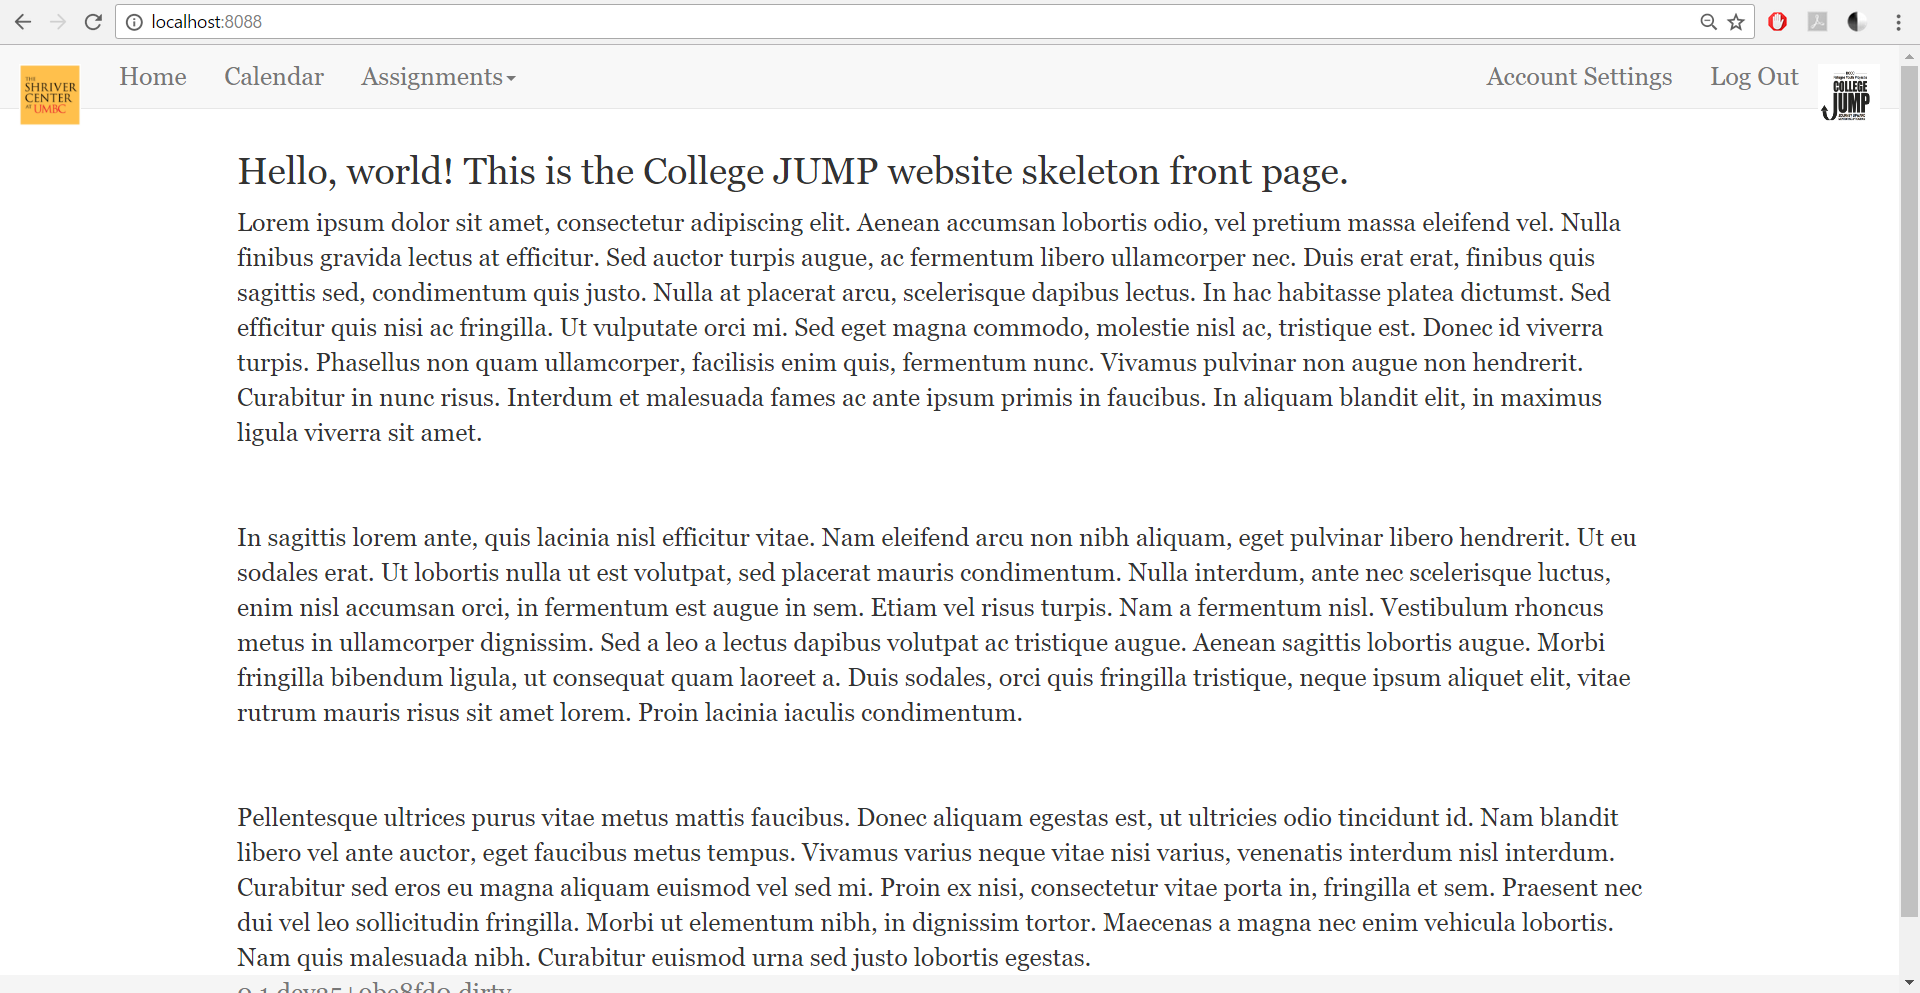 localhost:8088
THE
SHRIVER
CENTER
AT UMBC
Home
Calendar
Assignments
Account Settings
Log Out
COLLEGE
JUMP
Hello, world! This is the College JUMP website skeleton front page.
Lorem ipsum dolor sit amet, consectetur adipiscing elit. Aenean accumsan lobortis odio, vel pretium massa eleifend vel. Nulla
finibus gravida lectus at efficitur. Sed auctor turpis augue, ac fermentum libero ullamcorper nec. Duis erat erat, finibus quis
sagittis sed, condimentum quis justo. Nulla at placerat arcu, scelerisque dapibus lectus. In hac habitasse platea dictumst. Sed
efficitur quis nisi ac fringilla. Ut vulputate orci mi. Sed eget magna commodo, molestie nisl ac, tristique est. Donec id viverra
turpis. Phasellus non quam ullamcorper, facilisis enim quis, fermentum nunc. Vivamus pulvinar non augue non hendrerit.
Curabitur in nunc risus. Interdum et malesuada fames ac ante ipsum primis in faucibus. In aliquam blandit elit, in maximus
ligula viverra sit amet.
In sagittis lorem ante, quis lacinia nisl efficitur vitae. Nam eleifend arcu non nibh aliquam, eget pulvinar libero hendrerit. Ut eu
sodales erat. Ut lobortis nulla ut est volutpat, sed placerat mauris condimentum. Nulla interdum, ante nec scelerisque luctus,
enim nisl accumsan orci, in fermentum est augue in sem. Etiam vel risus turpis. Nam a fermentum nisl. Vestibulum rhoncus
metus in ullamcorper dignissim. Sed a leo a lectus dapibus volutpat ac tristique augue. Aenean sagittis lobortis augue. Morbi
fringilla bibendum ligula, ut consequat quam laoreet a. Duis sodales, orci quis fringilla tristique, neque ipsum aliquet elit, vitae
rutrum mauris risus sit amet lorem. Proin lacinia iaculis condimentum.
Pellentesque ultrices purus vitae metus mattis faucibus. Donec aliquam egestas est, ut ultricies odio tincidunt id. Nam blandit
libero vel ante auctor, eget faucibus metus tempus. Vivamus varius neque vitae nisi varius, venenatis interdum nisl interdum.
Curabitur sed eros eu magna aliquam euismod vel sed mi. Proin ex nisi, consectetur vitae porta in, fringilla et sem. Praesent nec
dui vel leo sollicitudin fringilla. Morbi ut elementum nibh, in dignissim tortor. Maecenas a magna nec enim vehicula lobortis.
Nam quis malesuada nibh. Curabitur euismod urna sed justo lobortis egestas.